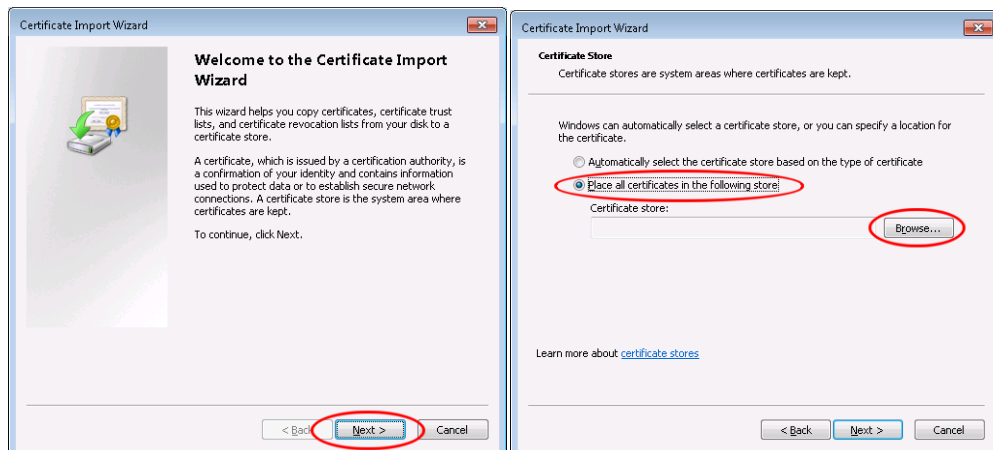 Certificate Import Wizard
Welcome to the Certificate Import
Wizard
This wizard helps you copy certificates, certificate trust
lists, and certificate revocation lists from your disk to a
certificate store.
A certificate, which is issued by a certification authority, is
a confirmation of your identity and contains information
used to protect data or to establish secure network
connections. A certificate store is the system area where
certificates are kept.
To continue, click Next.
< Back
Next >
Cancel
Certificate Import Wizard
Certificate Store
Certificate stores are system areas where certificates are kept.
Windows can automatically select a certificate store, or you can specify a location for
the certificate.
Automatically select the certificate store based on the type of certificate
Place all certificates in the following store
Certificate store:
Browse...
Learn more about certificate stores
< Back
Next >
Cancel